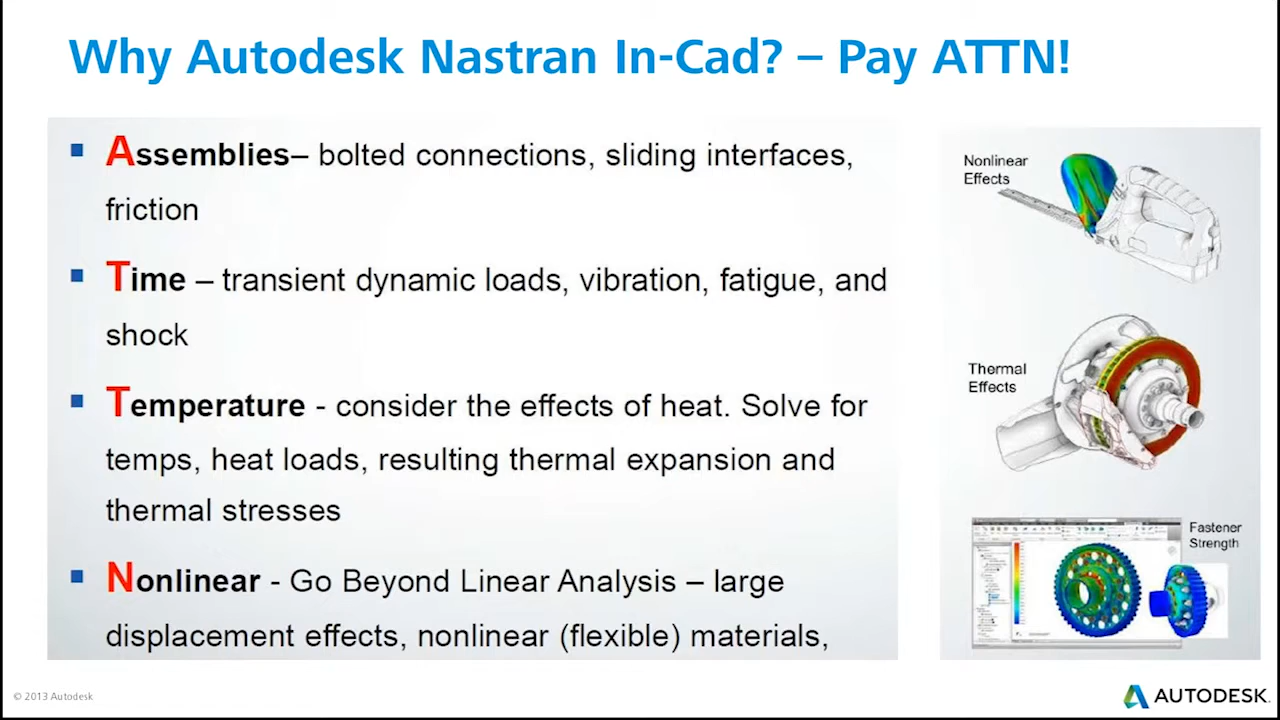 Why Autodesk Nastran In-Cad? – Pay ATTN!
Assemblies– bolted connections, sliding interfaces,
friction
Time – transient dynamic loads, vibration, fatigue, and
shock
Temperature - consider the effects of heat. Solve for
temps, heat loads, resulting thermal expansion and
thermal stresses
Nonlinear - Go Beyond Linear Analysis – large
displacement effects, nonlinear (flexible) materials,
Nonlinear
Effects
Thermal
Effects
Fastener
Strength
© 2013 Autodesk
AUTODESK.